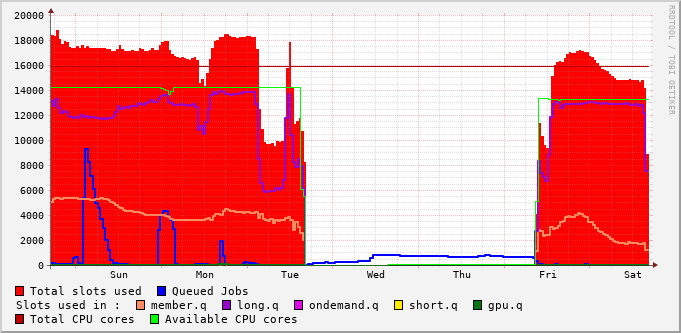 RRDTOOL / TOBI OETIKER
20000
18000
16000
14000
12000
10000
8000
6000
4000
2000
0
Sun Mon Tue Wed Thu Fri Sat
Total slots used Queued Jobs
Slots used in : member.q long.q ondemand.q short.q gpu.q
Total CPU cores Available CPU cores